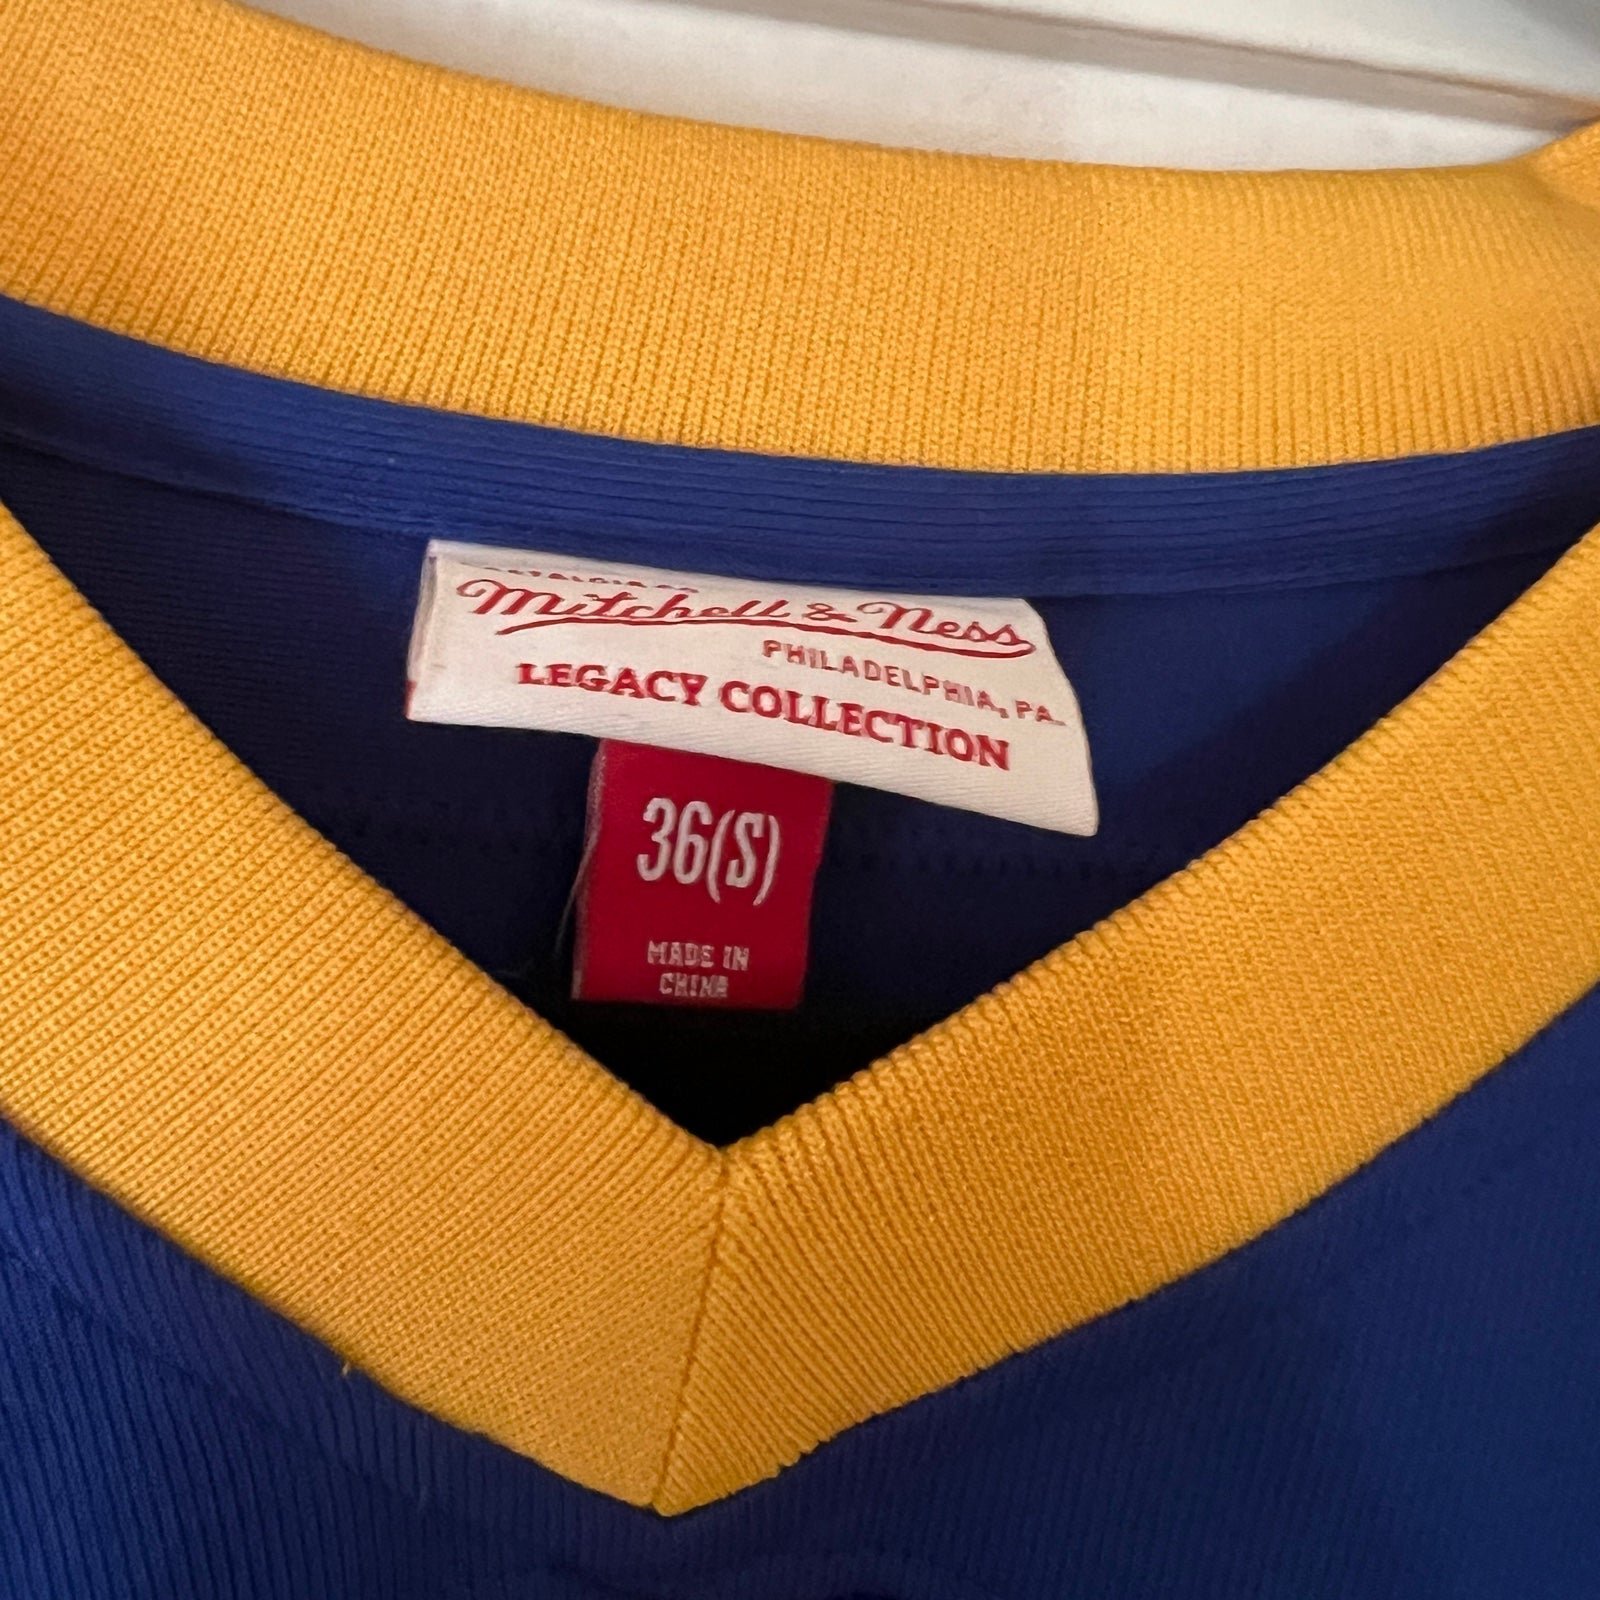 Mitchell & Ness
PHILADELPHIA, PA.
LEGACY COLLECTION
36(S)
MADE IN
CHINA